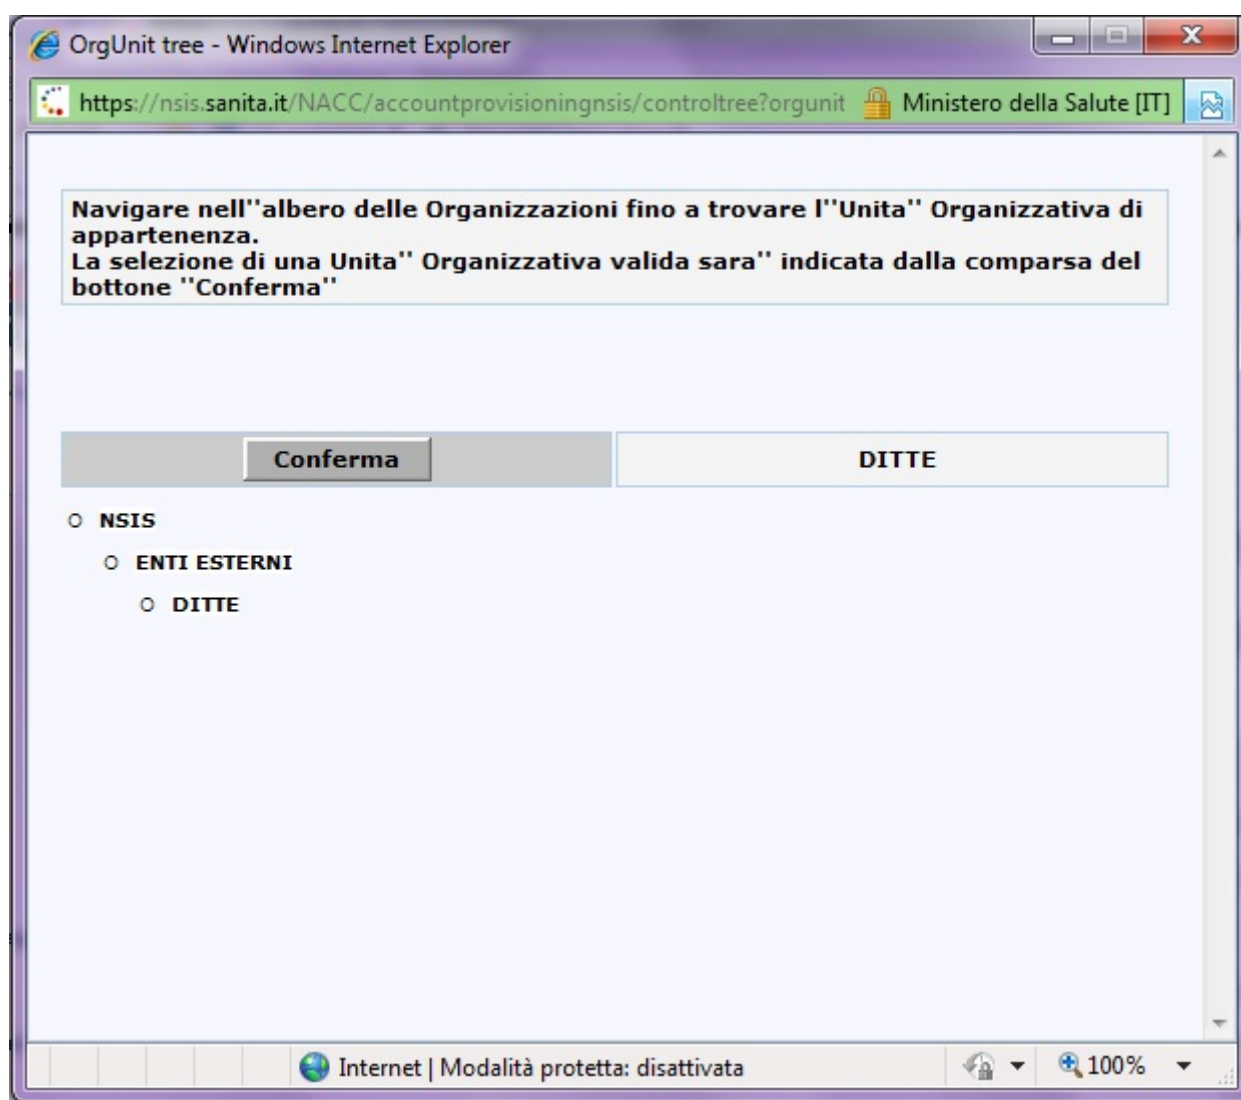 OrgUnit tree - Windows Internet Explorer
https://nsis.sanita.it/NACC/accountprovisioningnsis/controltree?orgunit Ministero della Salute [IT]
Navigare nell''albero delle Organizzazioni fino a trovare l''Unita'' Organizzativa di
appartenenza.
La selezione di una Unita'' Organizzativa valida sara'' indicata dalla comparsa del
bottone ''Conferma''
Conferma DITTE
NSIS
ENTI ESTERNI
DITTE
Internet | Modalità protetta: disattivata 100%